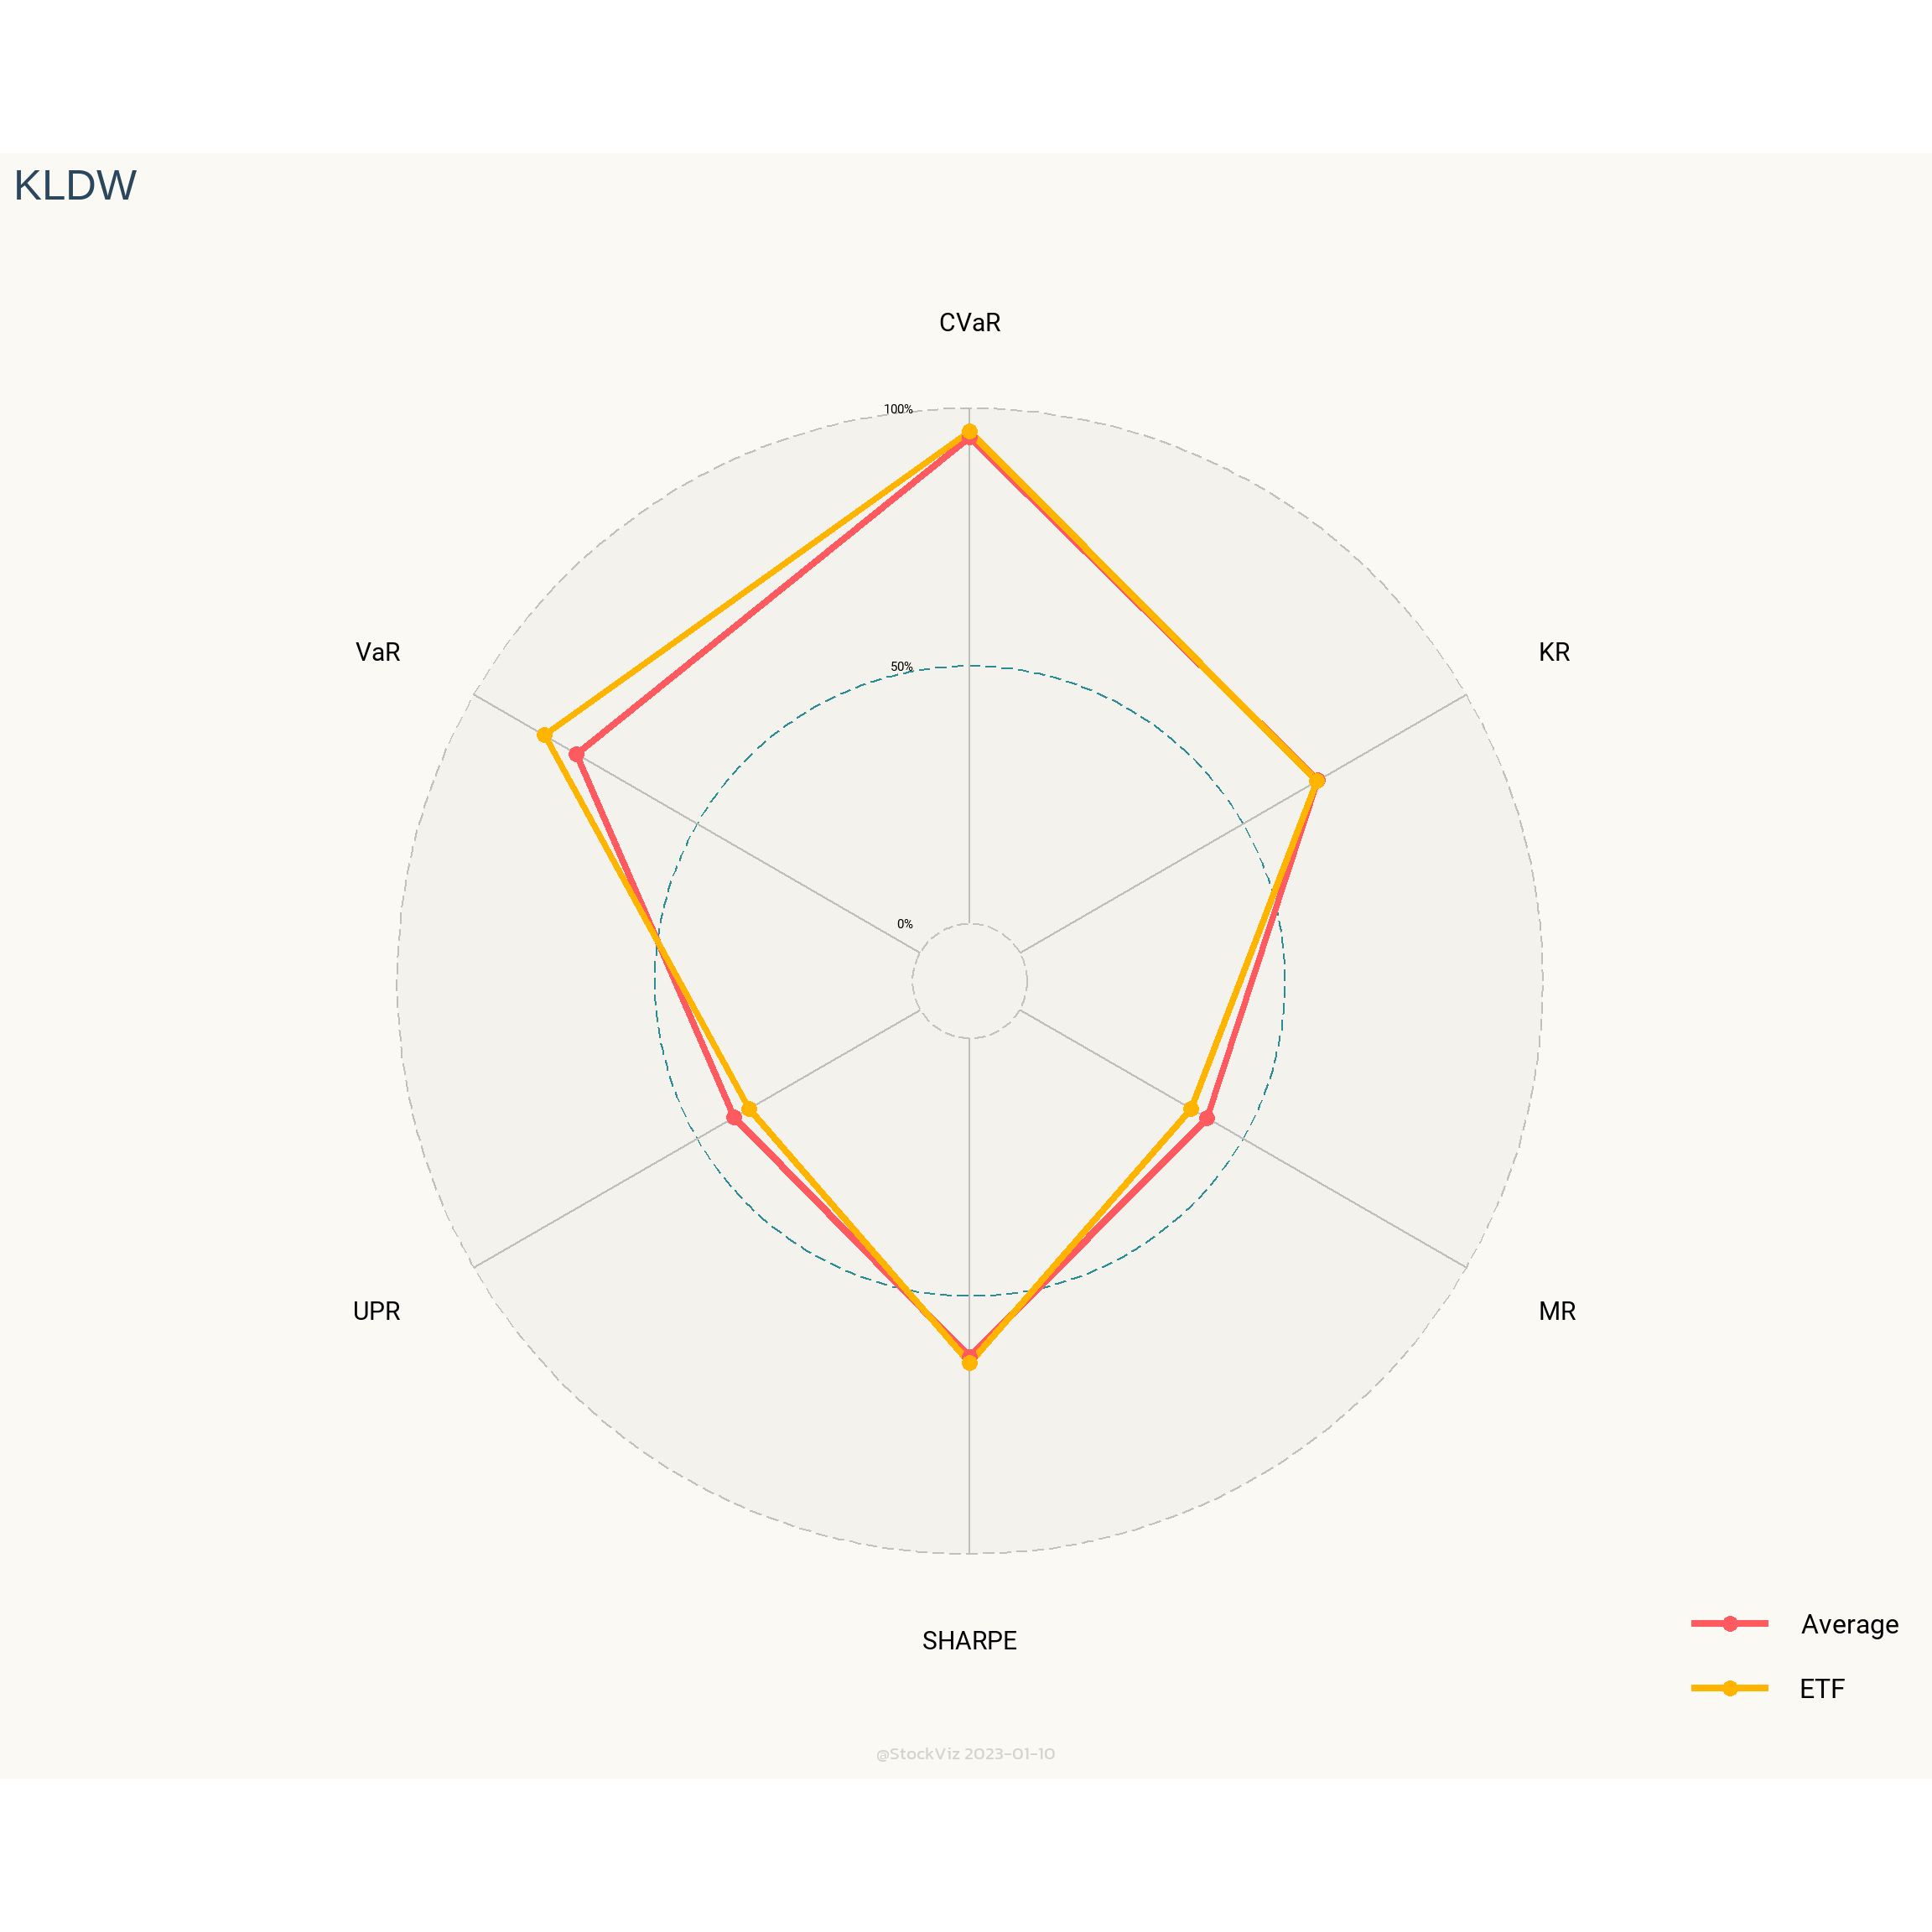 KLDW
CVaR
100%
VaR
KR
50%
0%
UPR
MR
SHARPE
Average
ETF
@StockViz 2023-01-10